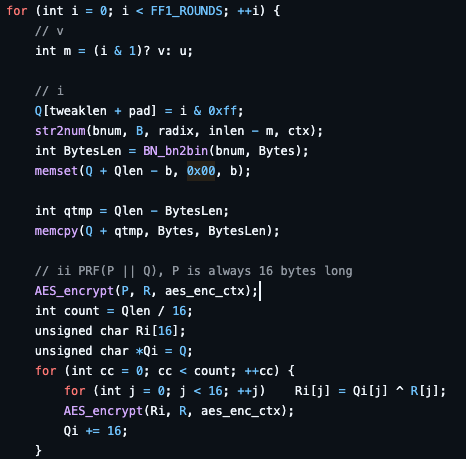 for (int i = 0; i < FF1_ROUNDS; ++i) {
// v
int m = (i & 1)? v: u;
// i
Q[tweaklen + pad] = i & 0xff;
str2num(bnum, B, radix, inlen - m, ctx);
int BytesLen = BN_bn2bin(bnum, Bytes);
memset(Q + Qlen - b, 0x00, b);
int qtmp = Qlen - BytesLen;
memcpy(Q + qtmp, Bytes, BytesLen);
// ii PRF(P || Q), P is always 16 bytes long
AES_encrypt(P, R, aes_enc_ctx);
int count = Qlen / 16;
unsigned char Ri[16];
unsigned char *Qi = Q;
for (int cc = 0; cc < count; ++cc) {
for (int j = 0; j < 16; ++j)    Ri[j] = Qi[j] ^ R[j];
AES_encrypt(Ri, R, aes_enc_ctx);
Qi += 16;
}